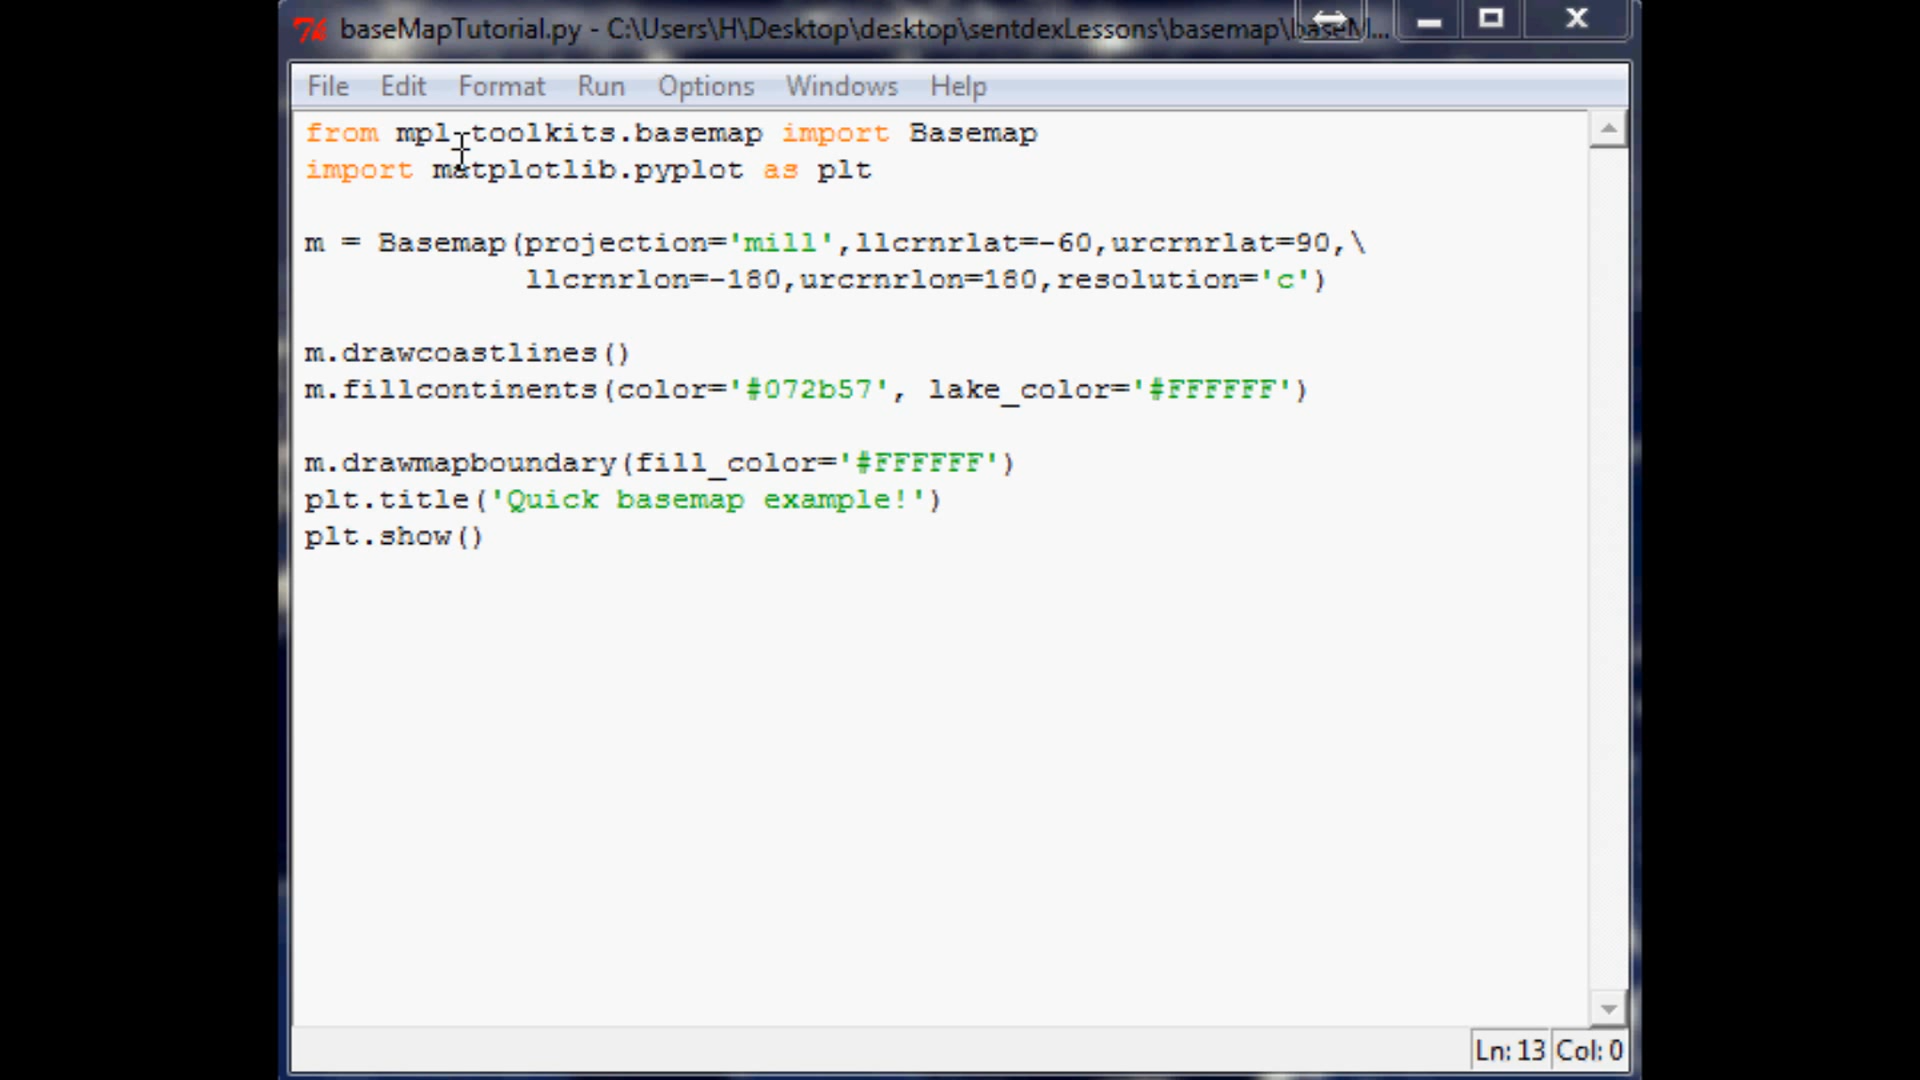 baseMapTutorial.py - C:\Users\H\Desktop\desktop\sentdexLessons\basemap\baseM...
File Edit Format Run Options Windows Help
from mpl_toolkits.basemap import Basemap
import matplotlib.pyplot as plt
m = Basemap(projection='mill',llcrnrlat=-60,urcrnrlat=90,\
llcrnrlon=-180,urcrnrlon=180,resolution='c')
m.drawcoastlines()
m.fillcontinents(color='#072b57', lake_color='#FFFFFF')
m.drawmapboundary(fill_color='#FFFFFF')
plt.title('Quick basemap example!')
plt.show()
Ln: 13 Col: 0